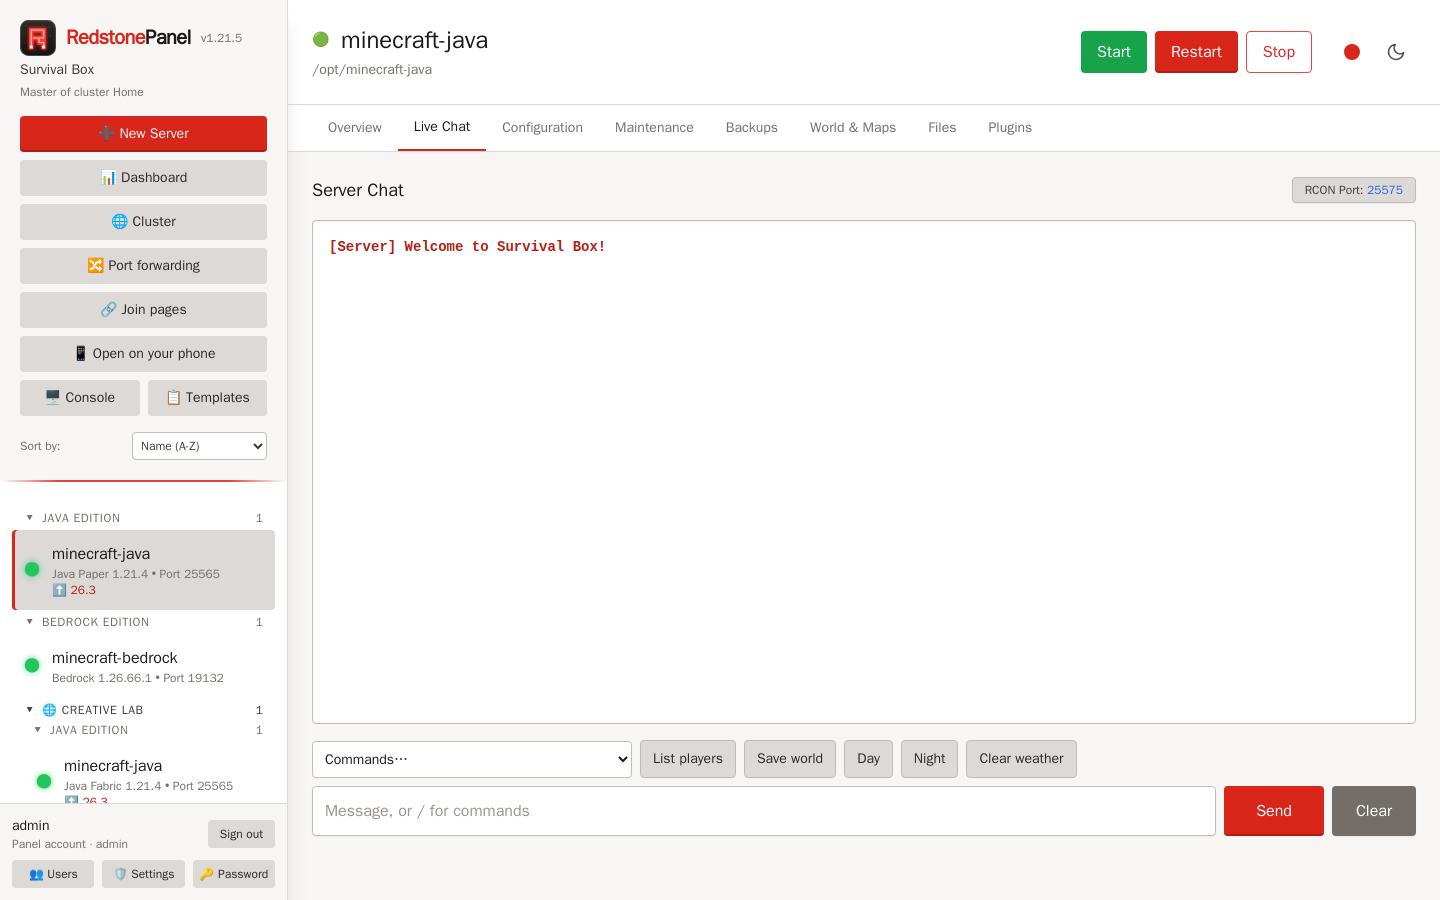 RedstonePanel v1.21.5
Survival Box
Master of cluster Home
➕ New Server
📊 Dashboard
🌐 Cluster
🔀 Port forwarding
🔗 Join pages
📱 Open on your phone
🖥️ Console
📋 Templates
Sort by:
Name (A-Z)
JAVA EDITION 1
minecraft-java
Java Paper 1.21.4 • Port 25565
⬆️ 26.3
BEDROCK EDITION 1
minecraft-bedrock
Bedrock 1.26.66.1 • Port 19132
🌐 CREATIVE LAB 1
JAVA EDITION 1
minecraft-java
Java Fabric 1.21.4 • Port 25565
⬆️ 26.3
admin
Panel account · admin
Sign out
👥 Users
🛡️ Settings
🔑 Password
minecraft-java
/opt/minecraft-java
Start
Restart
Stop
Overview
Live Chat
Configuration
Maintenance
Backups
World & Maps
Files
Plugins
Server Chat
RCON Port: 25575
[Server] Welcome to Survival Box!
Commands⋯
List players
Save world
Day
Night
Clear weather
Message, or / for commands
Send
Clear